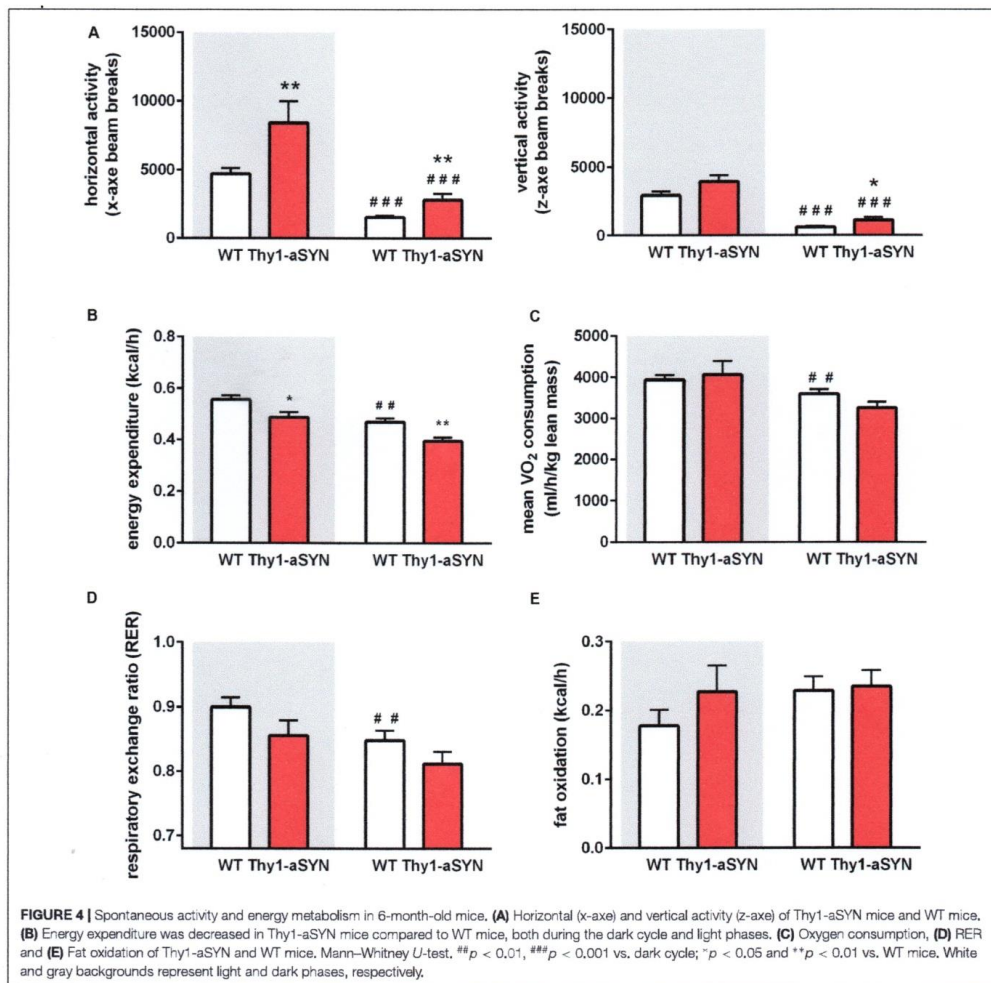 A
horizontal activity
(x-axe beam breaks)
15000
10000
5000
0
**
###
**
###
WT Thy1-aSYN
WT Thy1-aSYN
vertical activity
(z-axe beam breaks)
15000
10000
5000
0
###
*
###
WT Thy1-aSYN
WT Thy1-aSYN
B
energy expenditure (kcal/h)
0.8
0.6
0.4
0.2
0.0
*
##
**
WT Thy1-aSYN
WT Thy1-aSYN
C
mean VO₂ consumption
(ml/h/kg lean mass)
5000
4000
3000
2000
1000
0
##
WT Thy1-aSYN
WT Thy1-aSYN
D
respiratory exchange ratio (RER)
1.0
0.9
0.8
0.7
##
WT Thy1-aSYN
WT Thy1-aSYN
E
fat oxidation (kcal/h)
0.3
0.2
0.1
0.0
WT Thy1-aSYN
WT Thy1-aSYN
FIGURE 4 | Spontaneous activity and energy metabolism in 6-month-old mice. (A) Horizontal (x-axe) and vertical activity (z-axe) of Thy1-aSYN mice and WT mice.
(B) Energy expenditure was decreased in Thy1-aSYN mice compared to WT mice, both during the dark cycle and light phases. (C) Oxygen consumption, (D) RER
and (E) Fat oxidation of Thy1-aSYN and WT mice. Mann–Whitney U-test. ##p < 0.01, ###p < 0.001 vs. dark cycle; *p < 0.05 and **p < 0.01 vs. WT mice. White
and gray backgrounds represent light and dark phases, respectively.